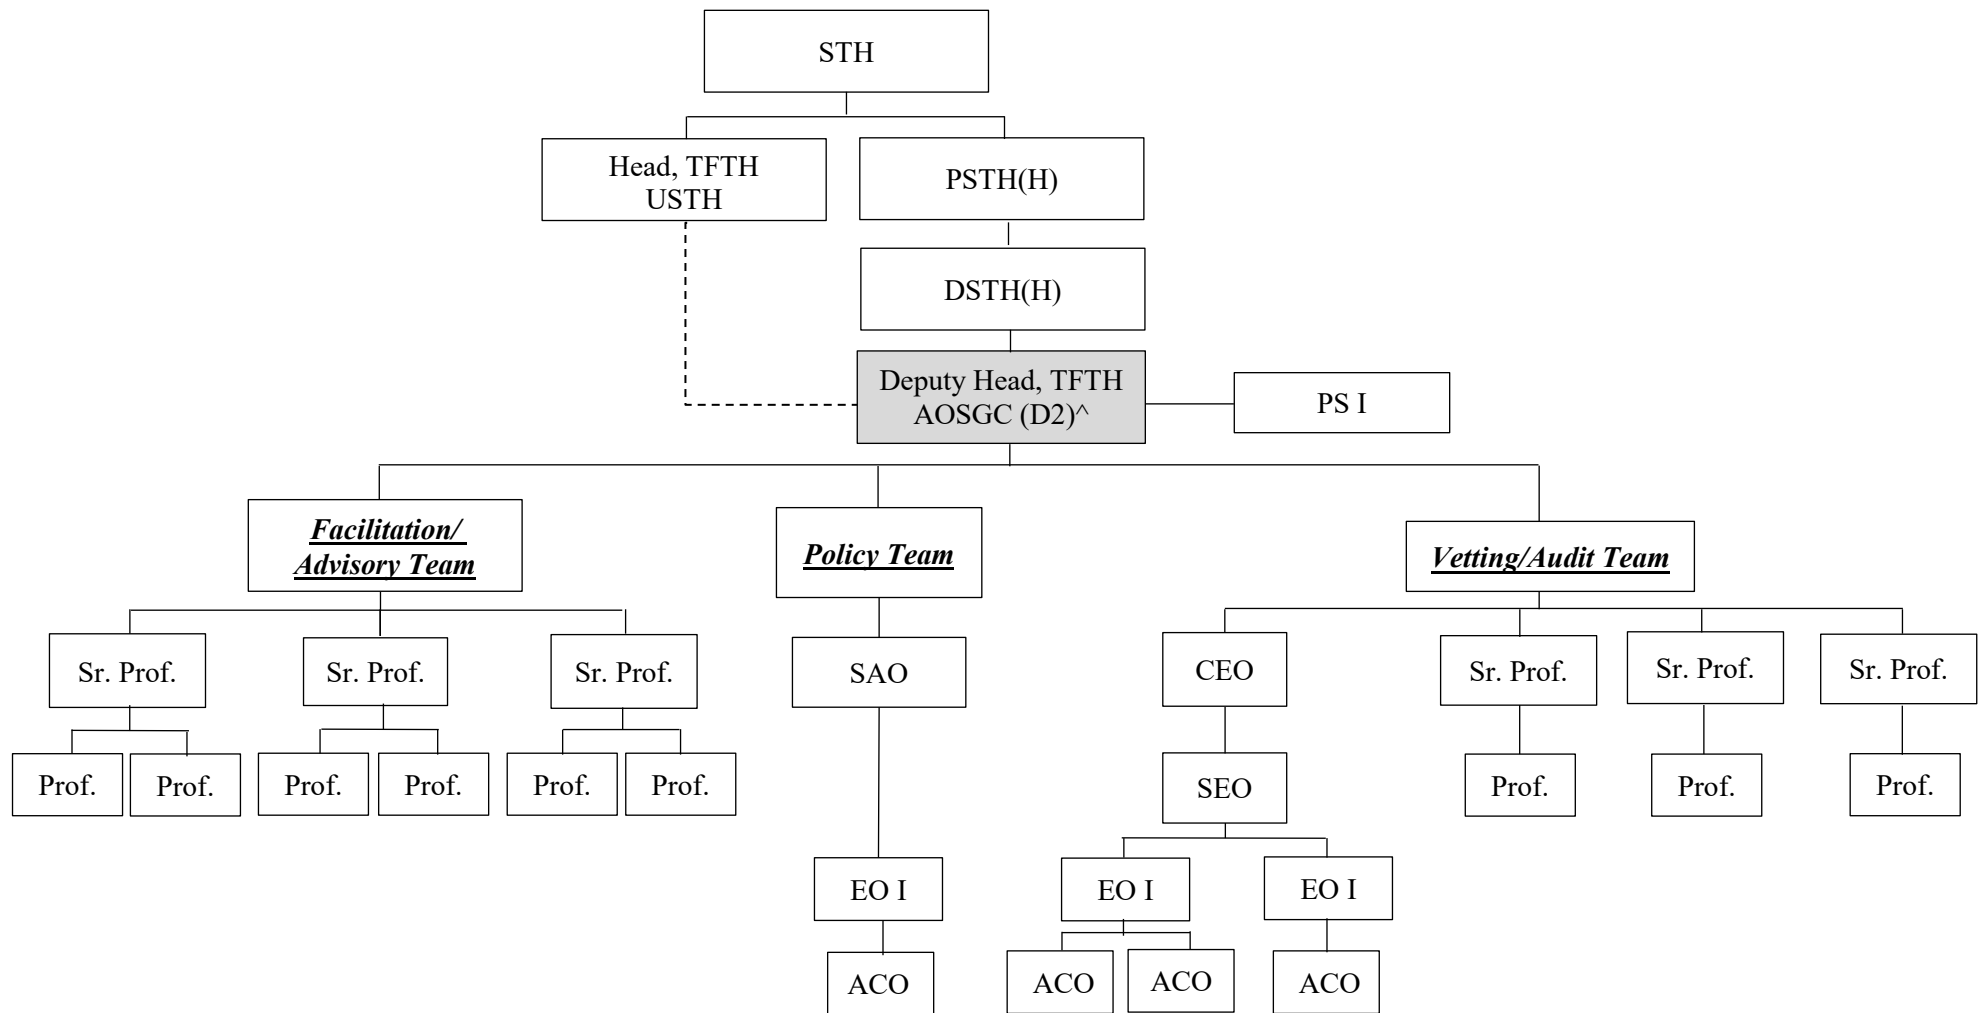 STH
Head, TFTH
USTH
PSTH(H)
DSTH(H)
Deputy Head, TFTH
AOSGC (D2)^
PS I
Facilitation/
Advisory Team
Policy Team
Vetting/Audit Team
Sr. Prof.
Sr. Prof.
Sr. Prof.
SAO
CEO
Sr. Prof.
Sr. Prof.
Sr. Prof.
Prof.
Prof.
Prof.
Prof.
Prof.
Prof.
SEO
Prof.
Prof.
Prof.
EO I
EO I
EO I
ACO
ACO
ACO
ACO